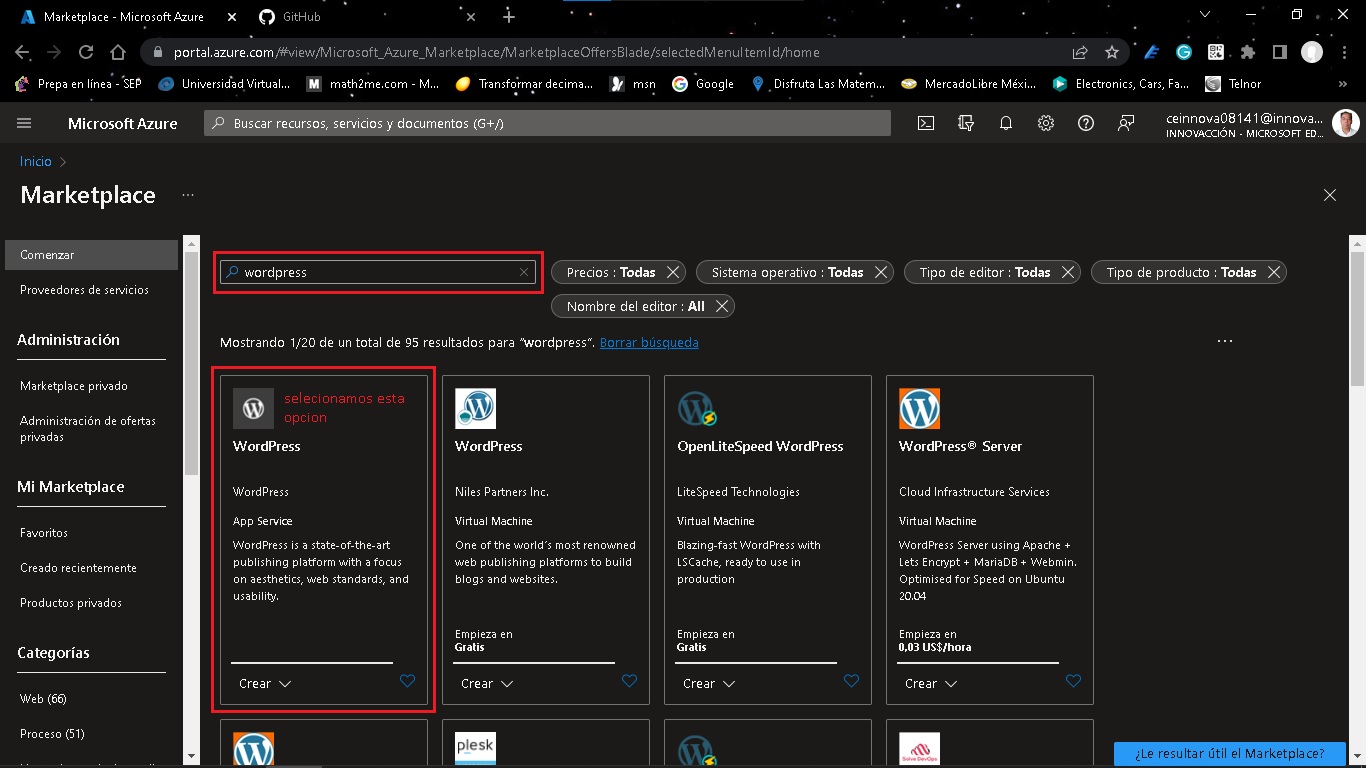 Marketplace - Microsoft Azure
GitHub
portal.azure.com/#view/Microsoft_Azure_Marketplace/MarketplaceOffersBlade/selectedMenuItemId/home
Prepa en línea - SEP
Universidad Virtual...
M
math2me.com - M...
Transformar decima...
msn
Google
Disfruta Las Matem...
MercadoLibre Méxi...
Electronics, Cars, Fa...
Telnor
Microsoft Azure
Buscar recursos, servicios y documentos (G+/)
ceinnova08141@innova...
INNOVACCIÓN - MICROSOFT ED...
Inicio
Marketplace
Comenzar
Proveedores de servicios
Administración
Marketplace privado
Administración de ofertas
privadas
Mi Marketplace
Favoritos
Creado recientemente
Productos privados
Categorías
Web (66)
Proceso (51)
wordpress
Precios : Todas
Sistema operativo : Todas
Tipo de editor : Todas
Tipo de producto : Todas
Nombre del editor : All
Mostrando 1/20 de un total de 95 resultados para "wordpress". Borrar búsqueda
selecionamos esta
opcion
WordPress
WordPress
App Service
WordPress is a state-of-the-art
publishing platform with a focus
on aesthetics, web standards, and
usability.
Crear
WordPress
Niles Partners Inc.
Virtual Machine
One of the world's most renowned
web publishing platforms to build
blogs and websites.
Empieza en
Gratis
Crear
OpenLiteSpeed WordPress
LiteSpeed Technologies
Virtual Machine
Blazing-fast WordPress with
LSCache, ready to use in
production
Empieza en
Gratis
Crear
WordPress® Server
Cloud Infrastructure Services
Virtual Machine
WordPress Server using Apache +
Lets Encrypt + MariaDB + Webmin.
Optimised for Speed on Ubuntu
20.04
Empieza en
0,03 US$/hora
Crear
plesk
Solve DevOps
¿Le resultar útil el Marketplace?